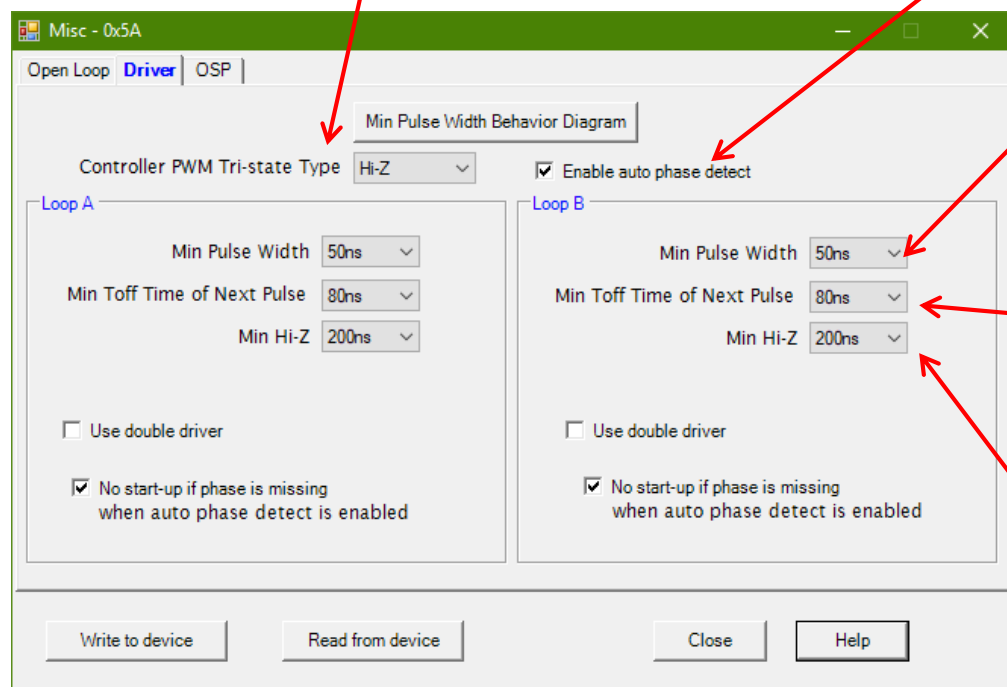 Misc - 0x5A
Open Loop Driver OSP
Min Pulse Width Behavior Diagram
Controller PWM Tri-state Type Hi-Z
Enable auto phase detect
Loop A
Min Pulse Width 50ns
Min Toff Time of Next Pulse 80ns
Min Hi-Z 200ns
Use double driver
No start-up if phase is missing
when auto phase detect is enabled
Loop B
Min Pulse Width 50ns
Min Toff Time of Next Pulse 80ns
Min Hi-Z 200ns
Use double driver
No start-up if phase is missing
when auto phase detect is enabled
Write to device Read from device Close Help